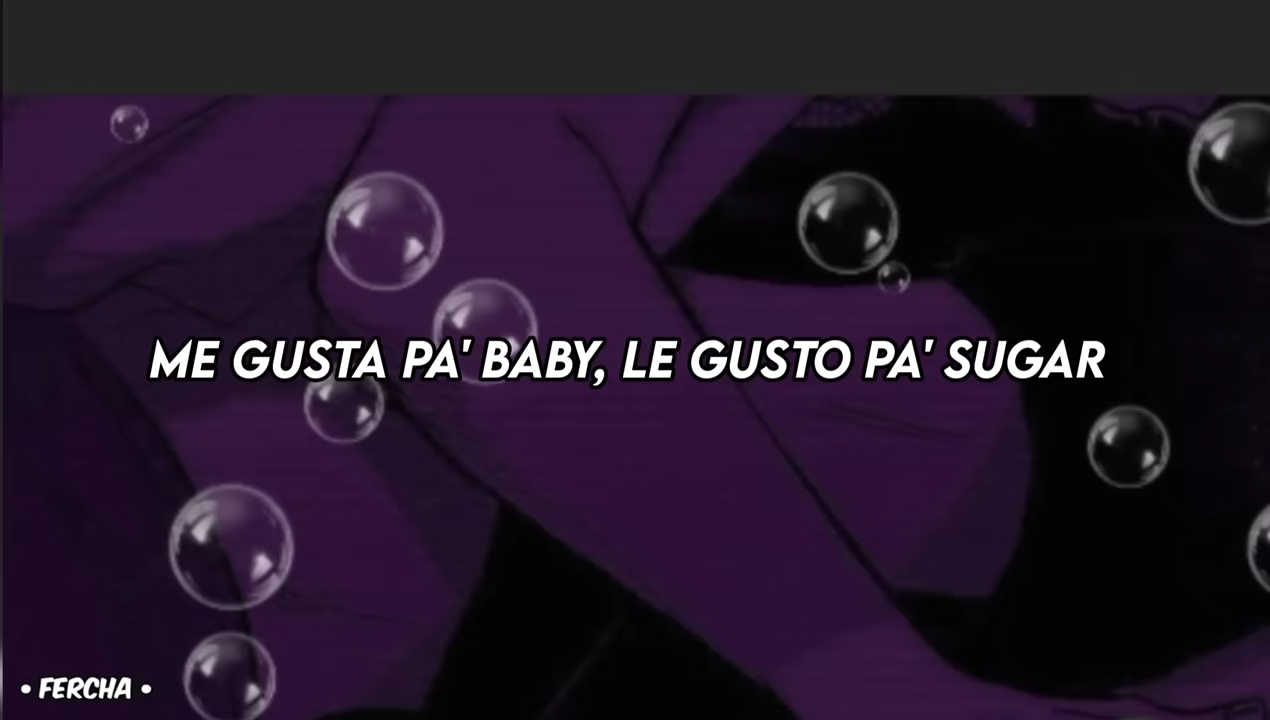 ME GUSTA PA' BABY, LE GUSTO PA' SUGAR
• FERCHA •